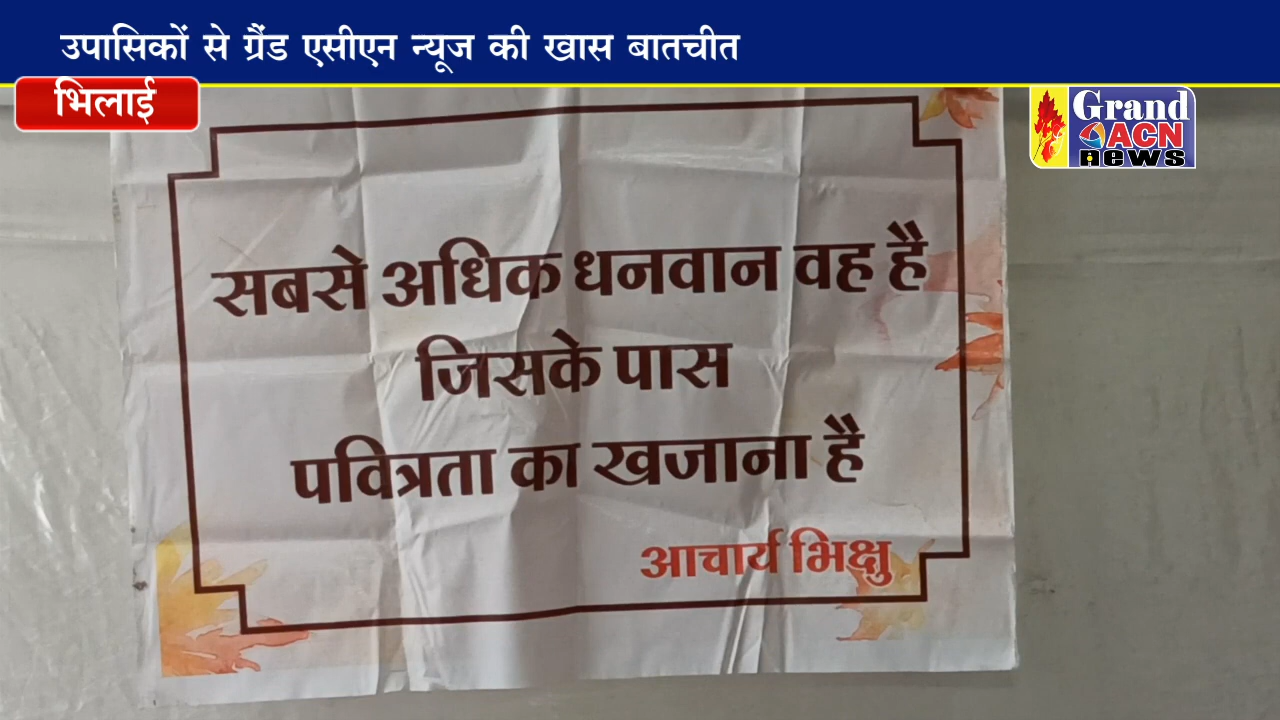 उपासिकों से ग्रैंड एसीएन न्यूज की खास बातचीत
भिलाई
Grand
ACN
news
सबसे अधिक धनवान वह है
जिसके पास
पवित्रता का खजाना है
आचार्य भिक्षु